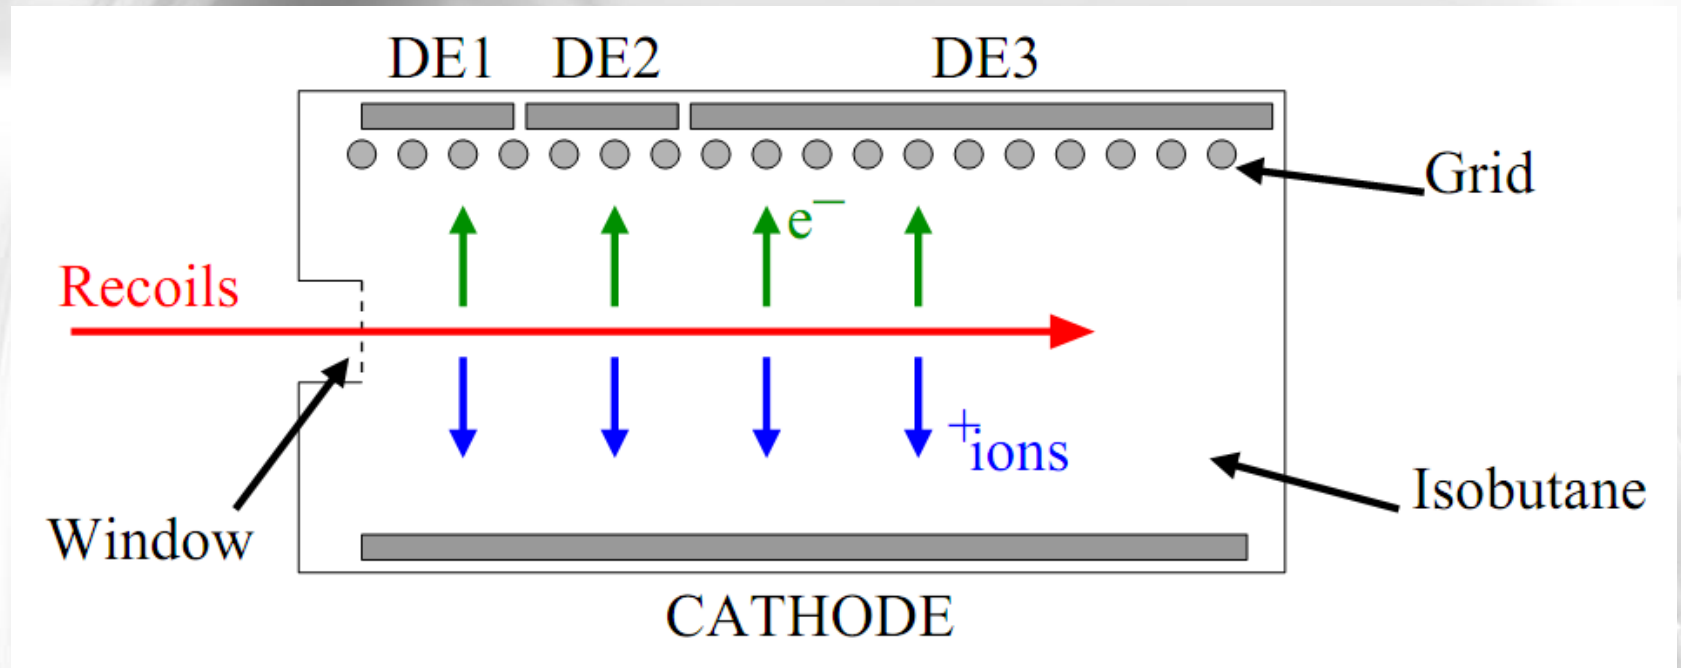 DE1 DE2 DE3
Grid
e−
Recoils
+ions
Isobutane
Window
CATHODE